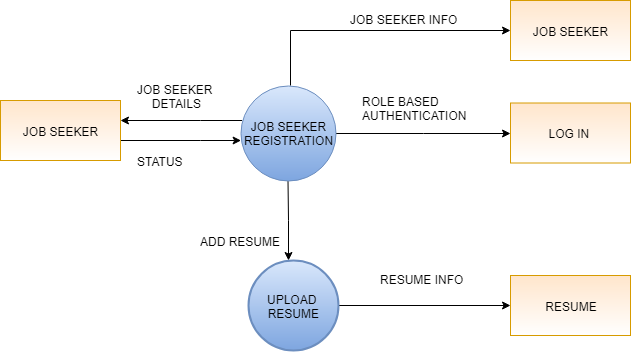 JOB SEEKER INFO
JOB SEEKER
JOB SEEKER
DETAILS
ROLE BASED
AUTHENTICATION
JOB SEEKER
JOB SEEKER
REGISTRATION
LOG IN
STATUS
ADD RESUME
UPLOAD
RESUME
RESUME INFO
RESUME